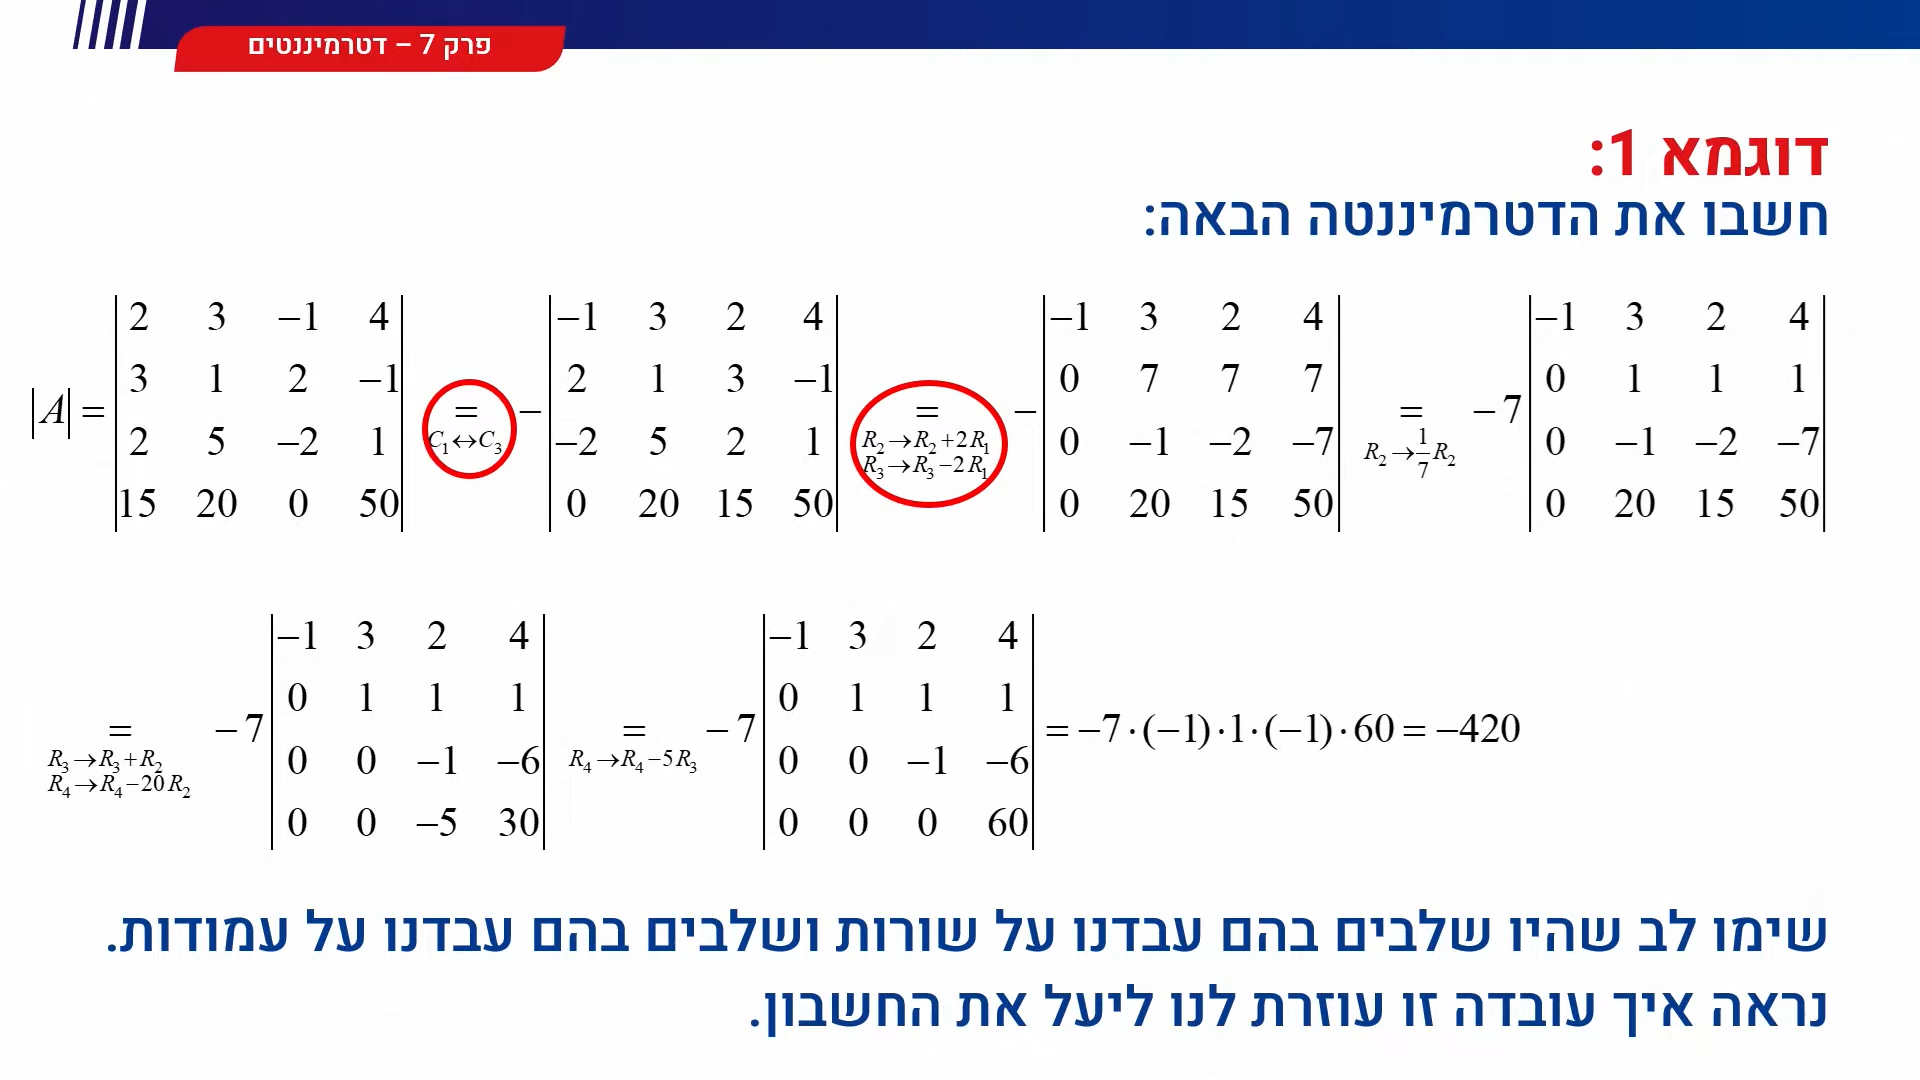 פרק 7 – דטרמיננטים
דוגמא 1:
חשבו את הדטרמיננטה הבאה:
|A| = | 2 3 −1 4 | = − | −1 3 2 4 | = − | −1 3 2 4 | = −7 | −1 3 2 4 |
| 3 1 2 −1 | C₁↔C₃ | 2 1 3 −1 | R₂→R₂+2R₁ | 0 7 7 7 | R₂→1/7 R₂ | 0 1 1 1 |
| 2 5 −2 1 | | −2 5 2 1 | R₃→R₃−2R₁ | 0 −1 −2 −7 | | 0 −1 −2 −7 |
| 15 20 0 50 | | 0 20 15 50 | | 0 20 15 50 | | 0 20 15 50 |
= −7 | −1 3 2 4 | = −7 | −1 3 2 4 | = −7·(−1)·1·(−1)·60 = −420
| 0 1 1 1 | | 0 1 1 1 |
R₃→R₃+R₂ | 0 0 −1 −6 | R₄→R₄−5R₃ | 0 0 −1 −6 |
R₄→R₄−20R₂ | 0 0 −5 30 | | 0 0 0 60 |
שימו לב שהיו שלבים בהם עבדנו על שורות ושלבים בהם עבדנו על עמודות.
נראה איך עובדה זו עוזרת לנו ליעל את החשבון.